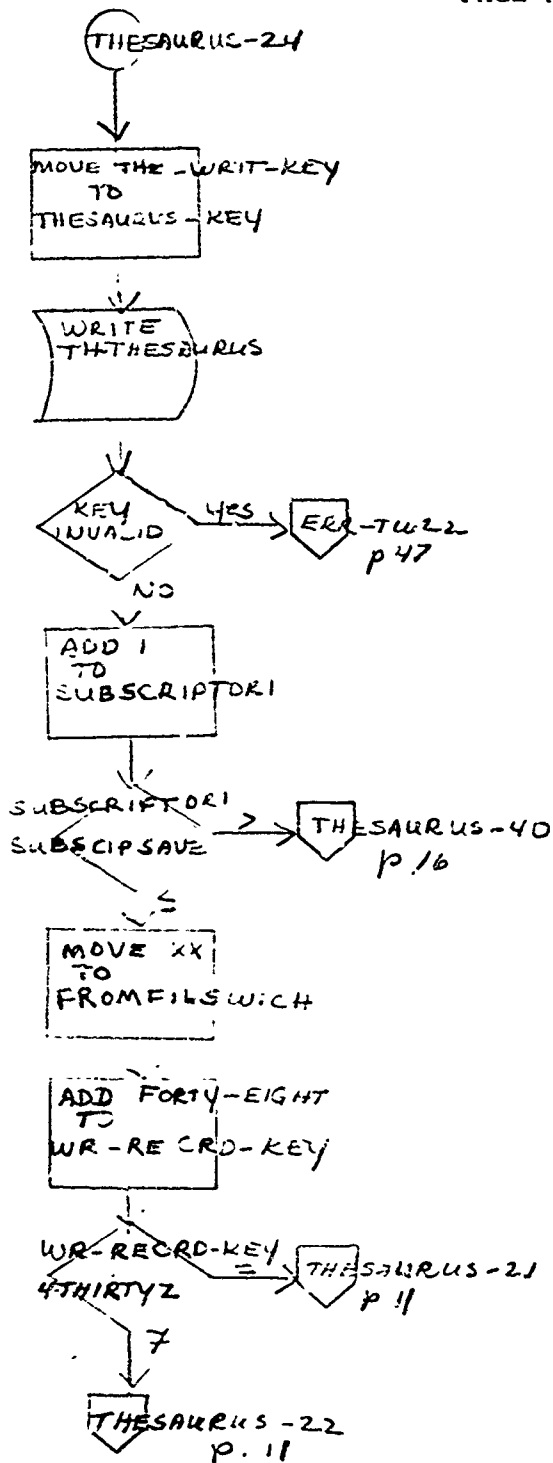 THESAURUS-24
MOVE THE-WRIT-KEY
TO
THESAURUS-KEY
WRITE
THTHESAURUS
KEY
INVALID
YES
ERR-TW22
p 47
NO
ADD 1
TO
SUBSCRIPTOR1
SUBSCRIPTOR1
SUBSCIPSAVE
>
THESAURUS-40
p.16
≤
MOVE XX
TO
FROMFILSWICH
ADD FORTY-EIGHT
TO
WR-RECRD-KEY
WR-RECRD-KEY
4THIRTY2
=
THESAURUS-21
p 11
THESAURUS-22
p. 11